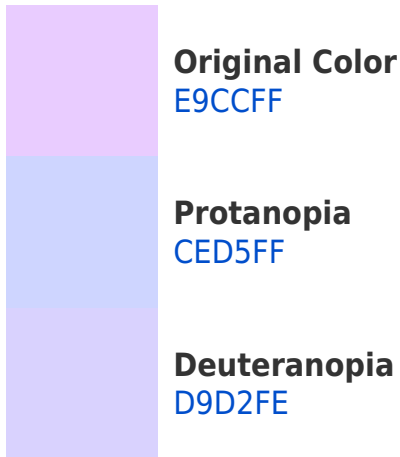 Original Color
E9CCFF
Protanopia
CED5FF
Deuteranopia
D9D2FE